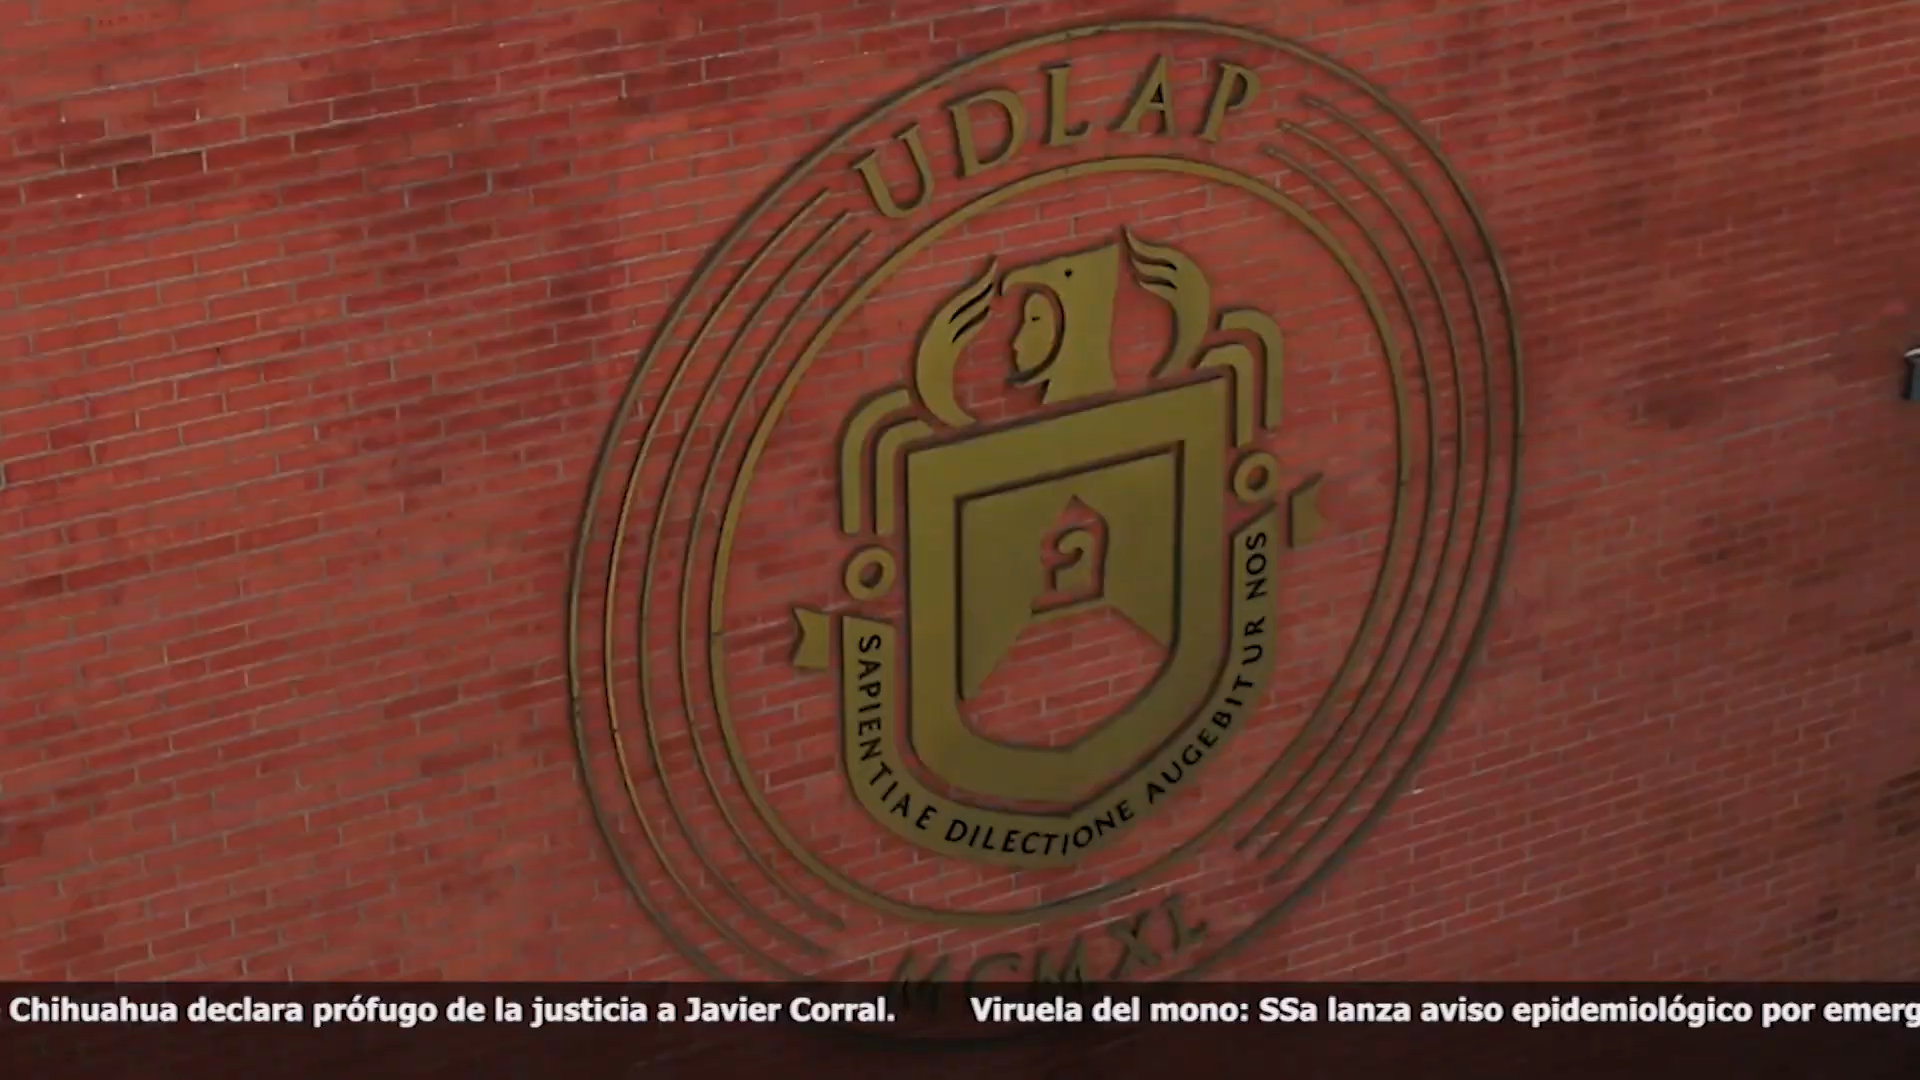 UDLAP
SAPIENTIAE DILECTIONE AUGEBITUR NOS
MCMXL
Chihuahua declara prófugo de la justicia a Javier Corral. Viruela del mono: SSa lanza aviso epidemiológico por emerg